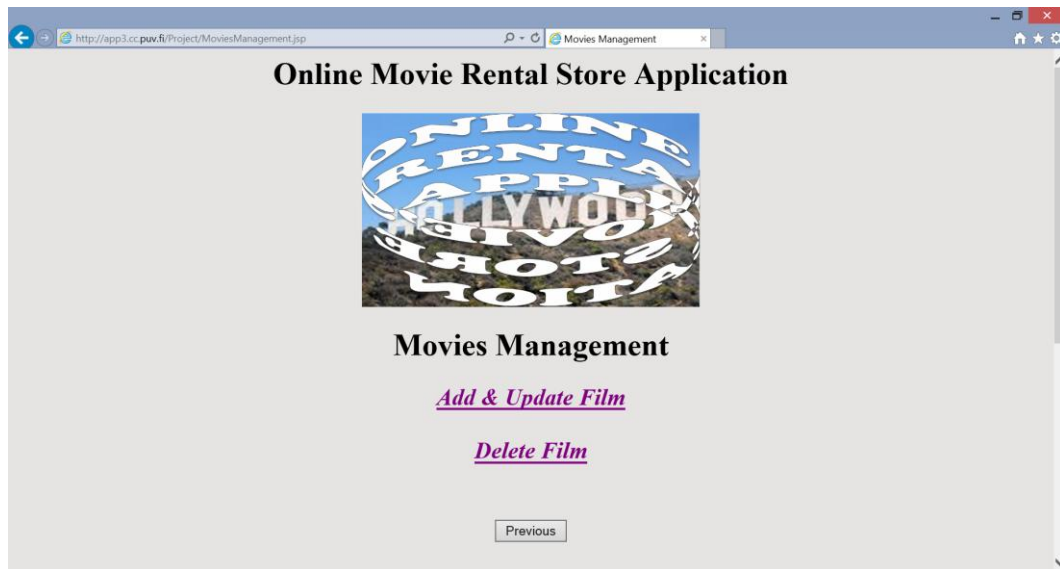 http://app3.cc.puv.fi/Project/MoviesManagement.jsp
Movies Management
Online Movie Rental Store Application
ONLINE
RENTA
APPLI
HOLLYWOOD
Movies Management
Add & Update Film
Delete Film
Previous